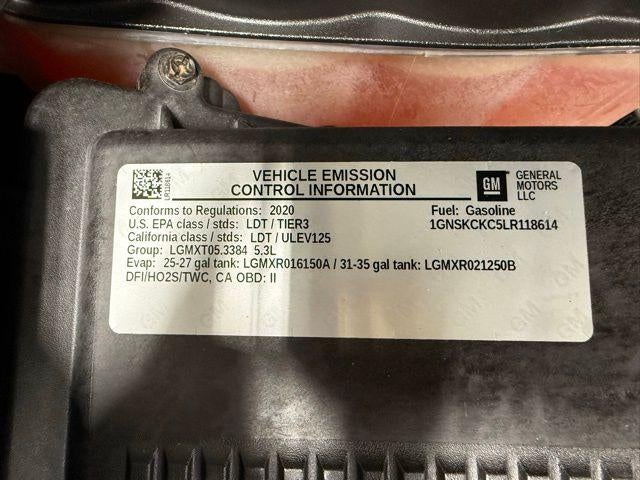 LR118614
VEHICLE EMISSION
CONTROL INFORMATION
GM
GENERAL
MOTORS
LLC
Conforms to Regulations: 2020
Fuel: Gasoline
U.S. EPA class / stds: LDT / TIER3
1GNSKCKC5LR118614
California class / stds: LDT / ULEV125
Group: LGMXT05.3384 5.3L
Evap: 25-27 gal tank: LGMXR016150A / 31-35 gal tank: LGMXR021250B
DFI/HO2S/TWC, CA OBD: II